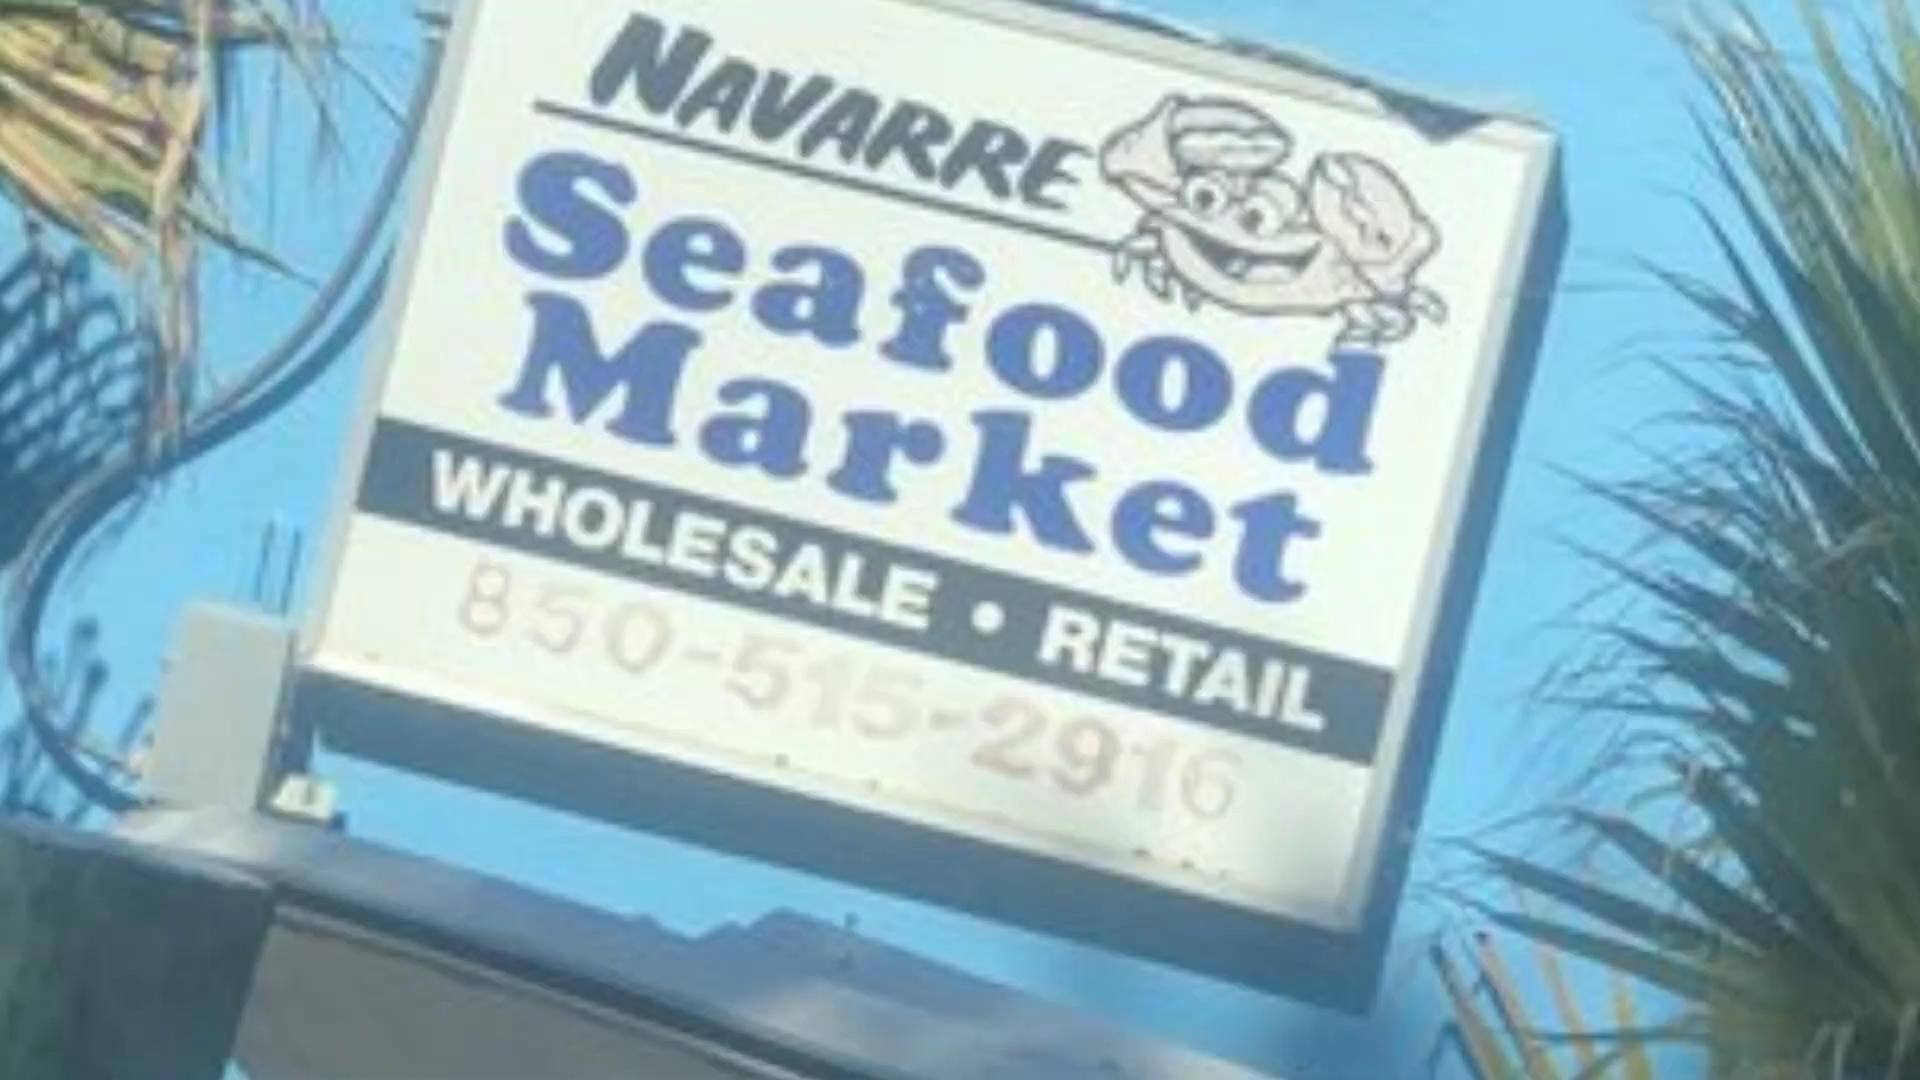 NAVARRE
Seafood
Market
WHOLESALE • RETAIL
850-515-2916